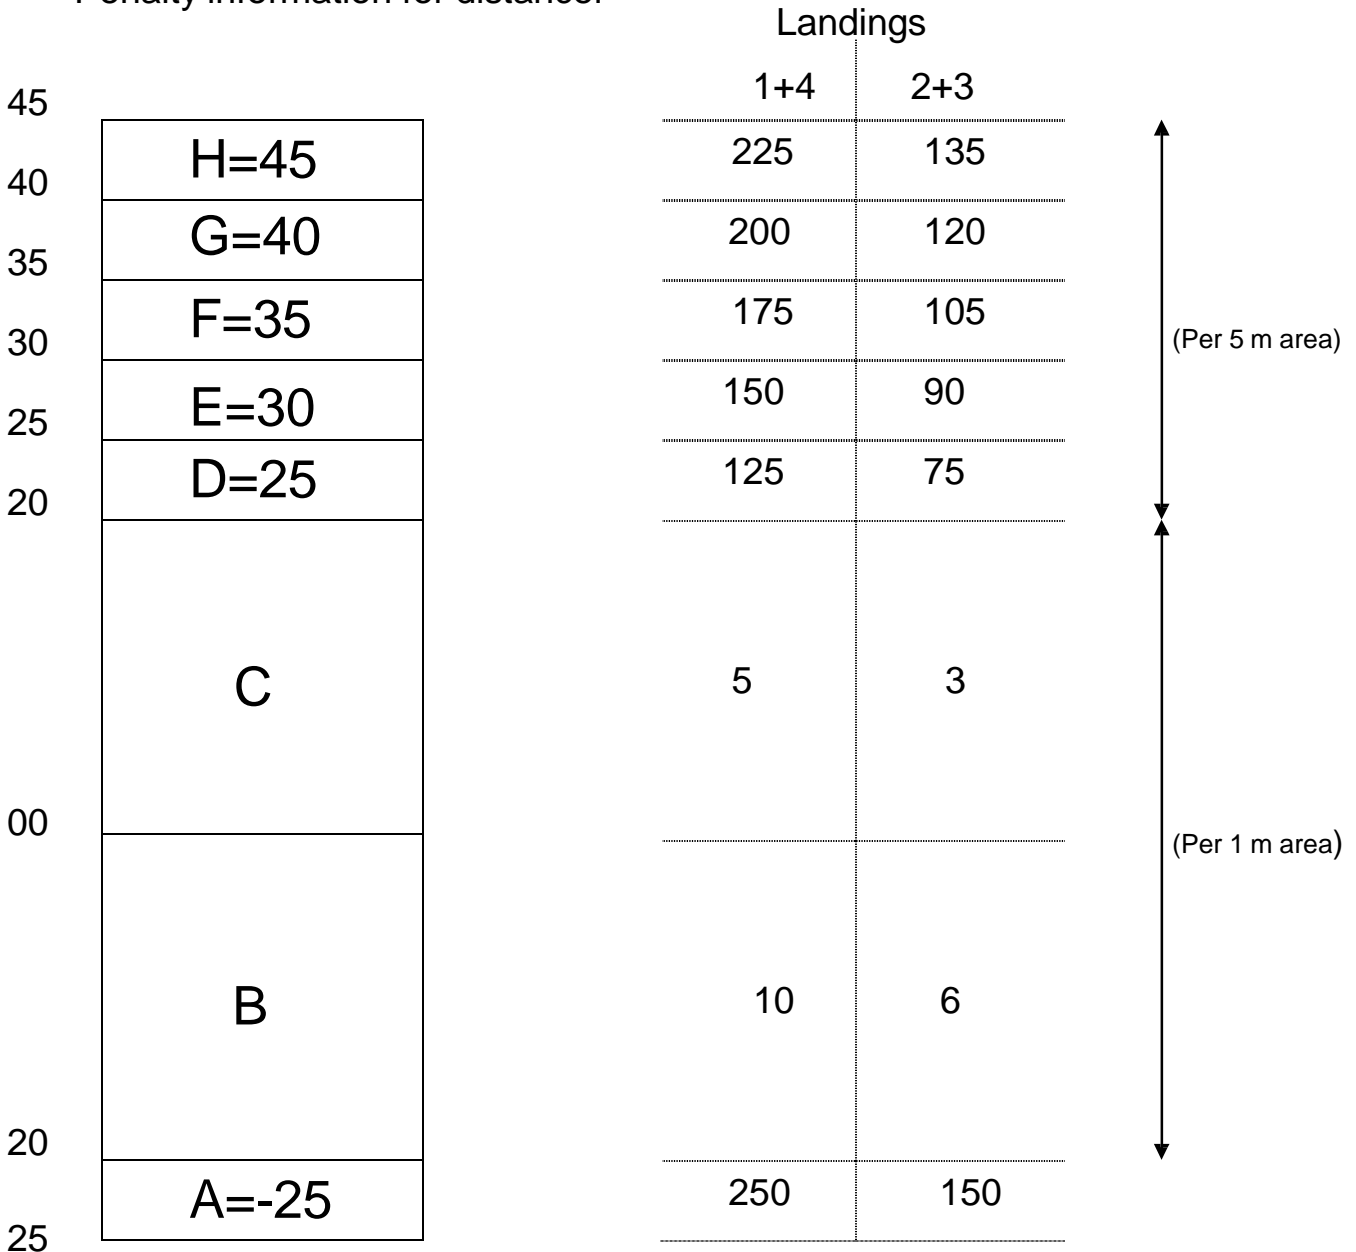 Penalty information for distance.
Landings
1+4 2+3
45
H=45 225 135
40
G=40 200 120
35
F=35 175 105
30 (Per 5 m area)
E=30 150 90
25
D=25 125 75
20
C 5 3
00
(Per 1 m area)
B 10 6
20
A=-25 250 150
25